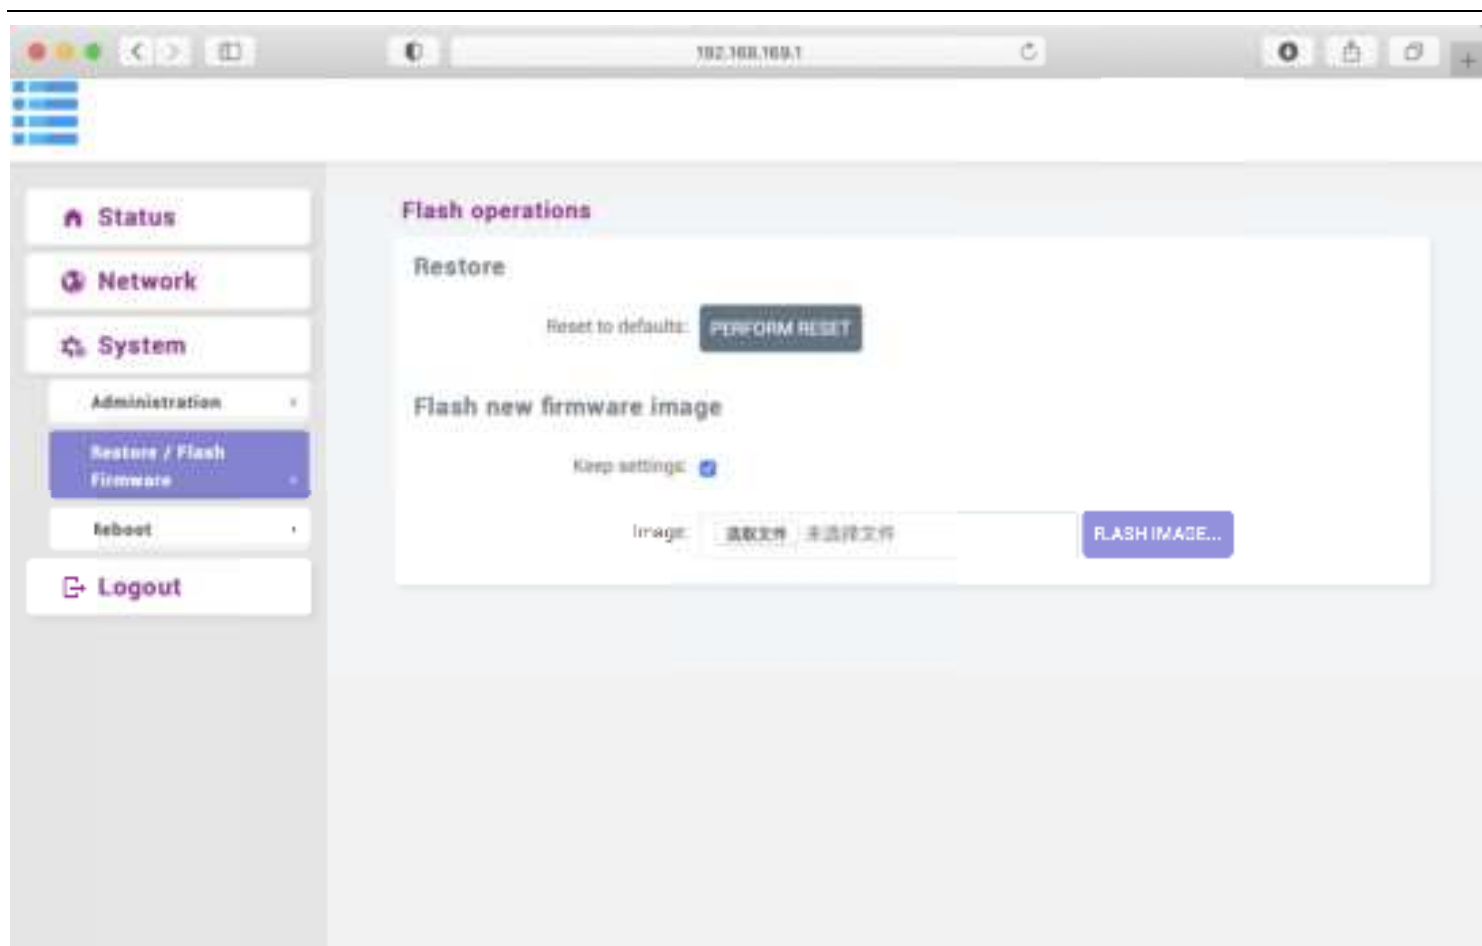 192.168.169.1
Status
Network
System
Administration
Restore / Flash
Firmware
Reboot
Logout
Flash operations
Restore
Reset to defaults: PERFORM RESET
Flash new firmware image
Keep settings:
Image: 选取文件 未选择文件 FLASH IMAGE...